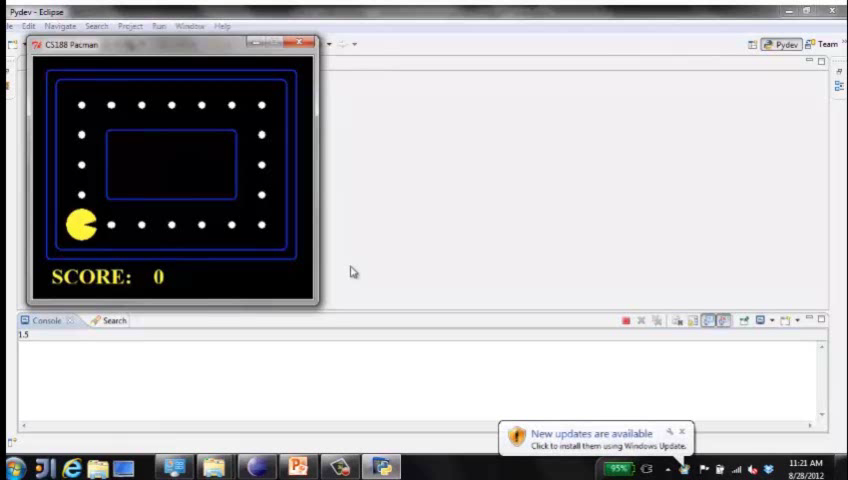 Pydev - Eclipse
Edit Navigate Search Project Run Window Help
CS188 Pacman
Pydev
Team
SCORE: 0
Console
Search
1.5
New updates are available
Click to install them using Windows Update.
95%
11:21 AM
8/28/2012